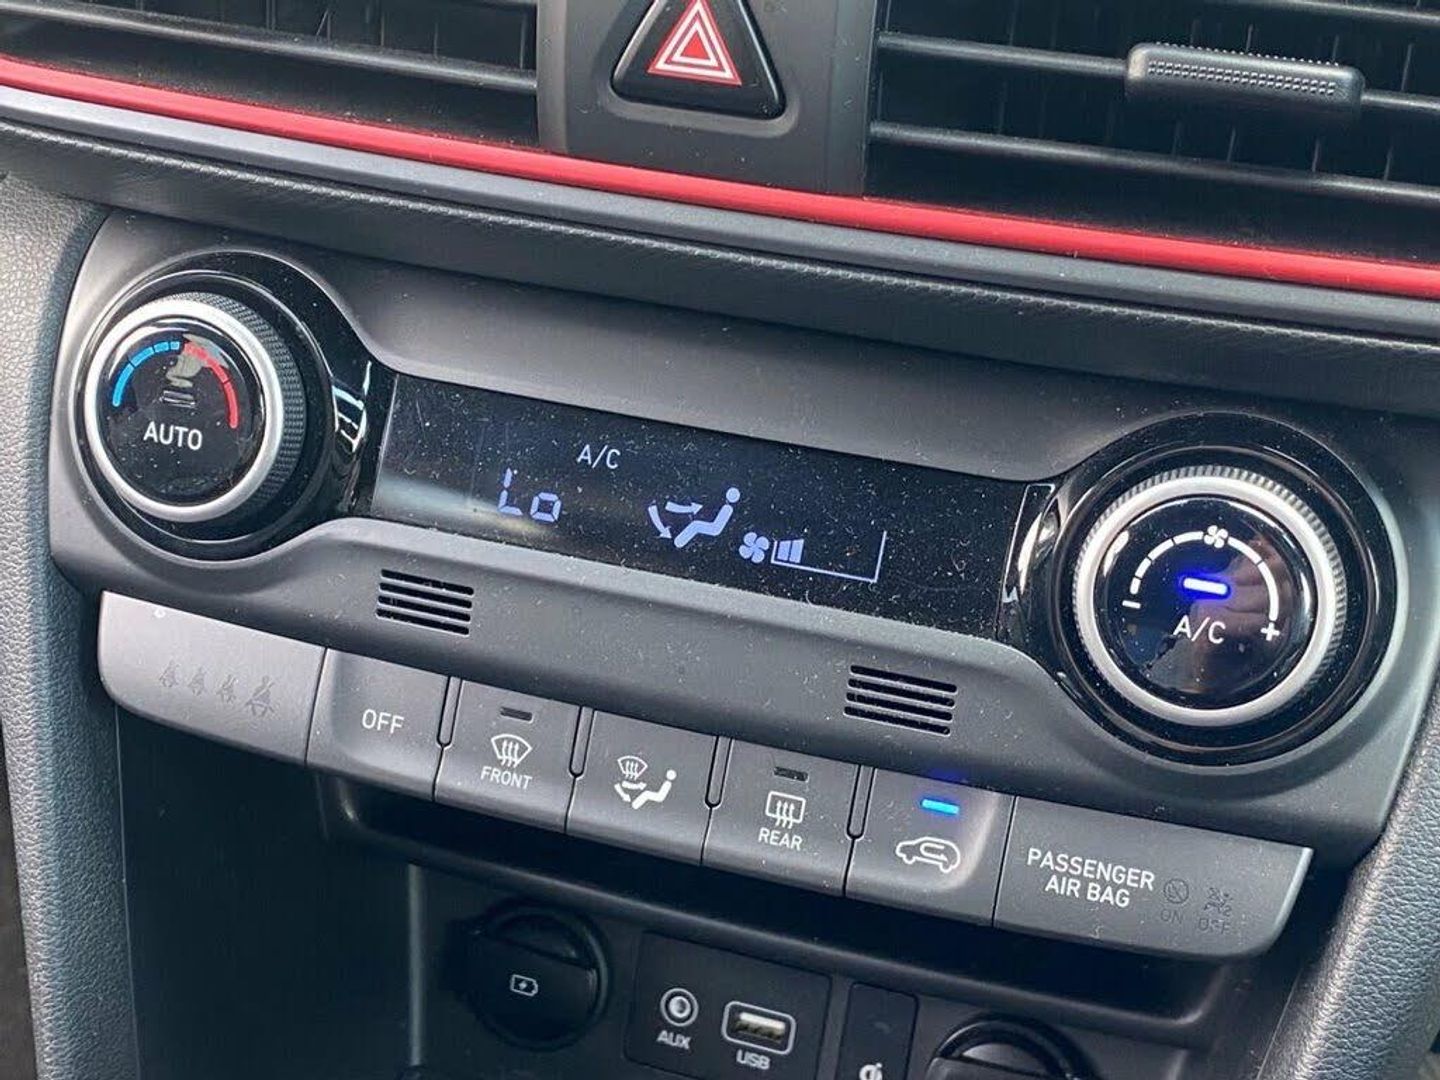 AUTO
A/C
Lo
- A/C +
OFF
FRONT
REAR
PASSENGER
AIR BAG
ON
OFF
AUX
USB